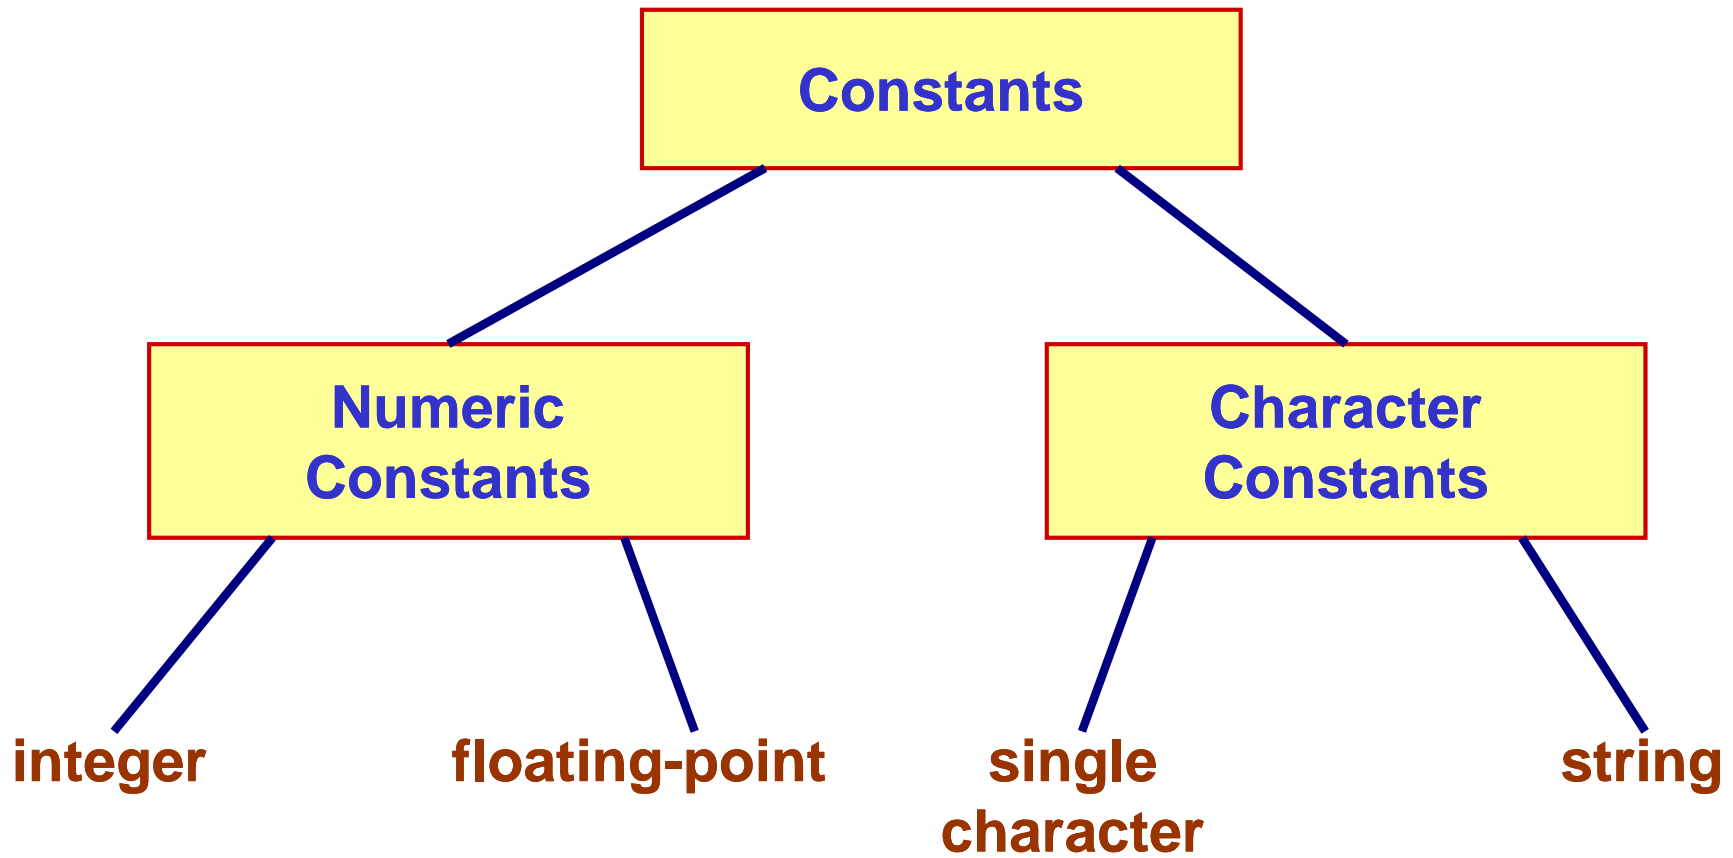 Constants
Numeric
Constants
Character
Constants
integer
floating-point
single
character
string